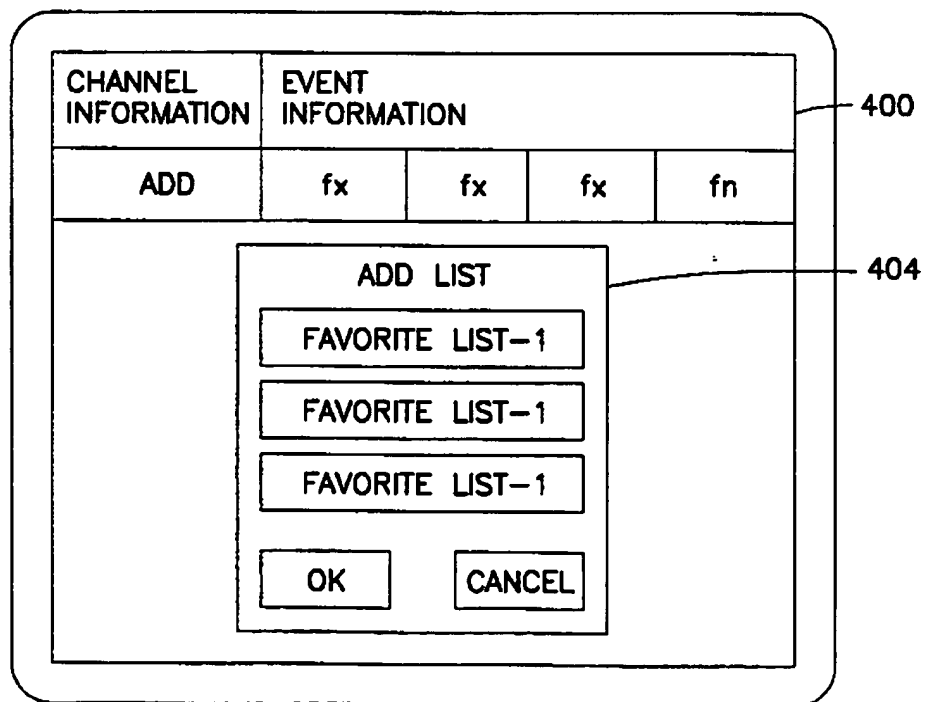 CHANNEL INFORMATION
EVENT INFORMATION
400
ADD fx fx fx fn
ADD LIST
404
FAVORITE LIST-1
FAVORITE LIST-1
FAVORITE LIST-1
OK CANCEL